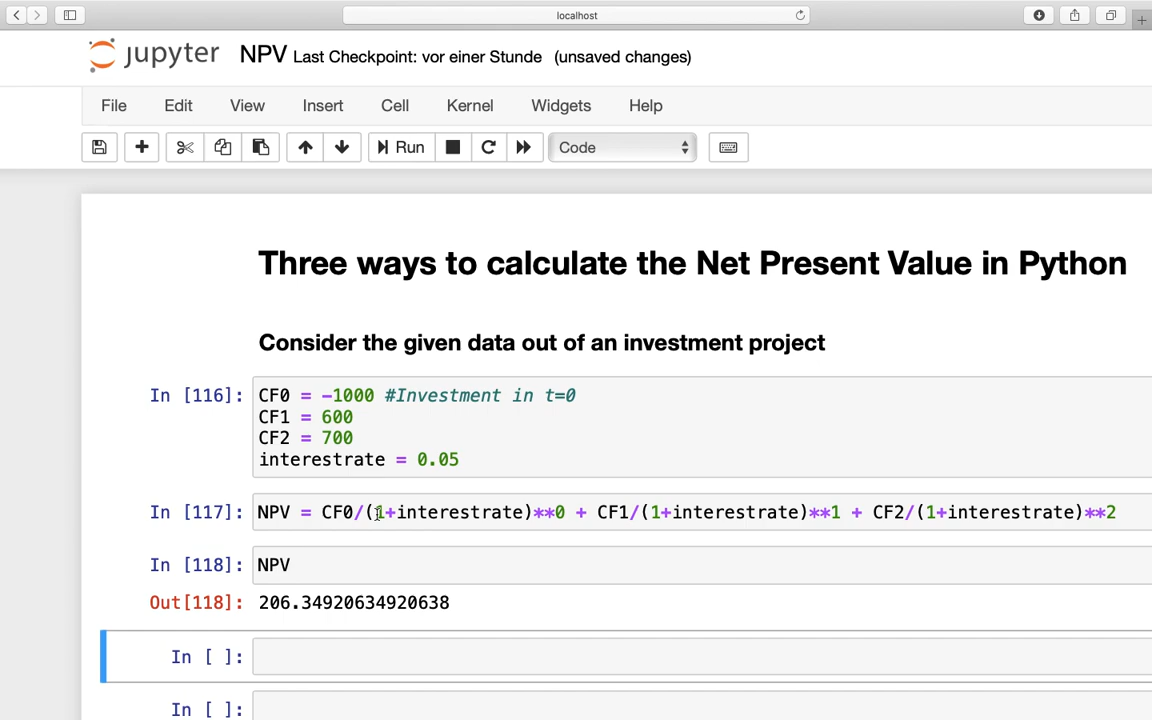 localhost
jupyter NPV Last Checkpoint: vor einer Stunde (unsaved changes)
File Edit View Insert Cell Kernel Widgets Help
Run Code
Three ways to calculate the Net Present Value in Python
Consider the given data out of an investment project
In [116]: CF0 = -1000 #Investment in t=0
CF1 = 600
CF2 = 700
interestrate = 0.05
In [117]: NPV = CF0/(1+interestrate)**0 + CF1/(1+interestrate)**1 + CF2/(1+interestrate)**2
In [118]: NPV
Out[118]: 206.34920634920638
In [ ]:
In [ ]: